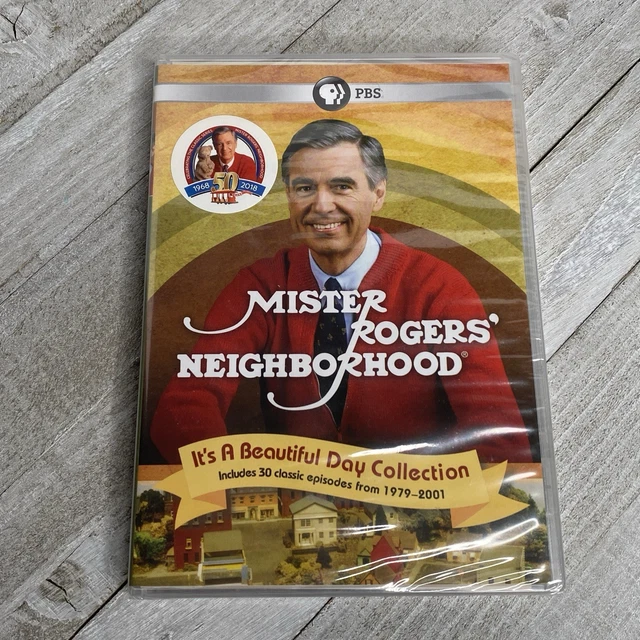 PBS
1968 50 2018
MISTER
ROGERS'
NEIGHBORHOOD®
It's A Beautiful Day Collection
Includes 30 classic episodes from 1979–2001